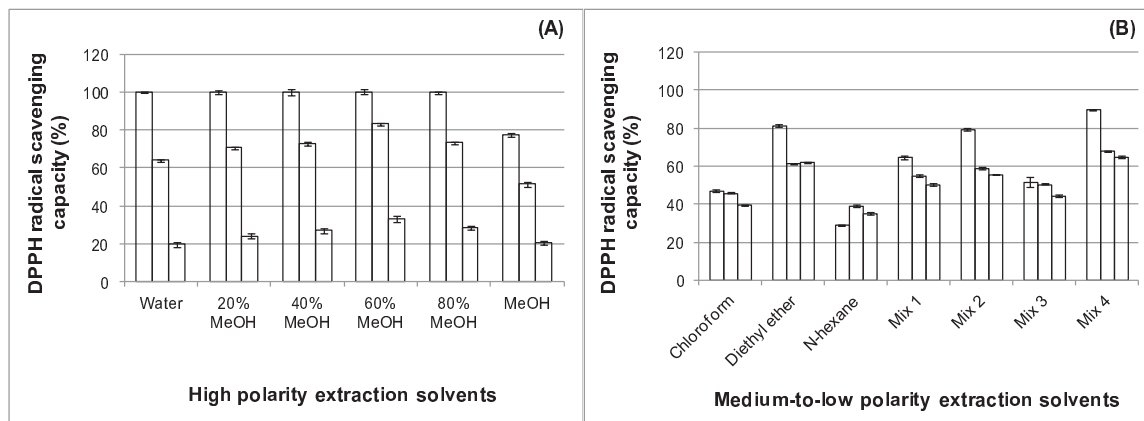 (A)
DPPH radical scavenging
capacity (%)
120
100
80
60
40
20
0
Water
20%
MeOH
40%
MeOH
60%
MeOH
80%
MeOH
MeOH
High polarity extraction solvents
(B)
DPPH radical scavenging
capacity (%)
120
100
80
60
40
20
0
Chloroform
Diethyl ether
N-hexane
Mix 1
Mix 2
Mix 3
Mix 4
Medium-to-low polarity extraction solvents